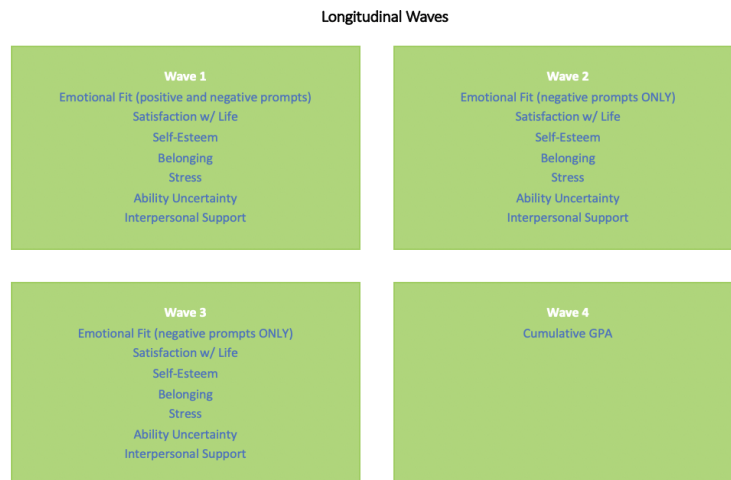 Longitudinal Waves
Wave 1
Emotional Fit (positive and negative prompts)
Satisfaction w/ Life
Self-Esteem
Belonging
Stress
Ability Uncertainty
Interpersonal Support
Wave 2
Emotional Fit (negative prompts ONLY)
Satisfaction w/ Life
Self-Esteem
Belonging
Stress
Ability Uncertainty
Interpersonal Support
Wave 3
Emotional Fit (negative prompts ONLY)
Satisfaction w/ Life
Self-Esteem
Belonging
Stress
Ability Uncertainty
Interpersonal Support
Wave 4
Cumulative GPA